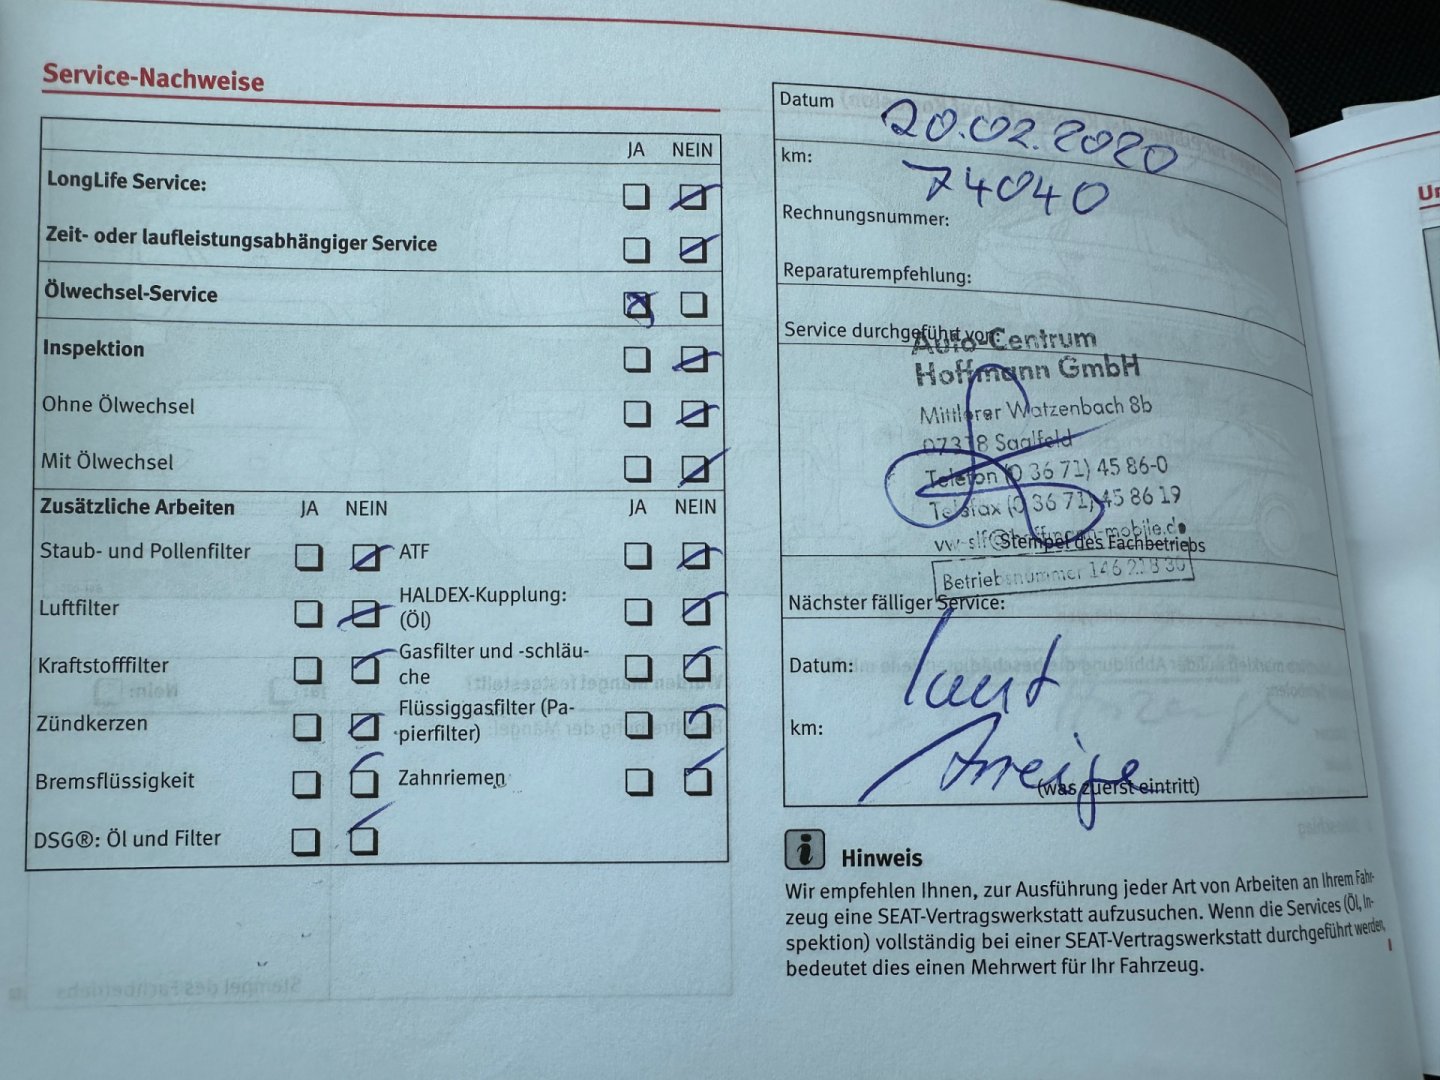 Service-Nachweise
JA NEIN
LongLife Service:
Zeit- oder laufleistungsabhängiger Service
Ölwechsel-Service
Inspektion
Ohne Ölwechsel
Mit Ölwechsel
Zusätzliche Arbeiten JA NEIN JA NEIN
Staub- und Pollenfilter ATF
Luftfilter HALDEX-Kupplung:
(Öl)
Kraftstofffilter Gasfilter und -schläu-
che
Zündkerzen Flüssiggasfilter (Pa-
pierfilter)
Bremsflüssigkeit Zahnriemen
DSG®: Öl und Filter
Datum 20.02.2020
km: 74040
Rechnungsnummer:
Reparaturempfehlung:
Service durchgeführt von:
Auto-Centrum
Hoffmann GmbH
Mittlerer Watzenbach 8b
07318 Saalfeld
Telefon (0 36 71) 45 86-0
Telefax (0 36 71) 45 86 19
Stempel des Fachbetriebs
Betriebsnummer
Nächster fälliger Service:
Datum: laut
km: Anzeige
(was zuerst eintritt)
Hinweis
Wir empfehlen Ihnen, zur Ausführung jeder Art von Arbeiten an Ihrem Fahr-
zeug eine SEAT-Vertragswerkstatt aufzusuchen. Wenn die Services (Öl, In-
spektion) vollständig bei einer SEAT-Vertragswerkstatt durchgeführt werden,
bedeutet dies einen Mehrwert für Ihr Fahrzeug.